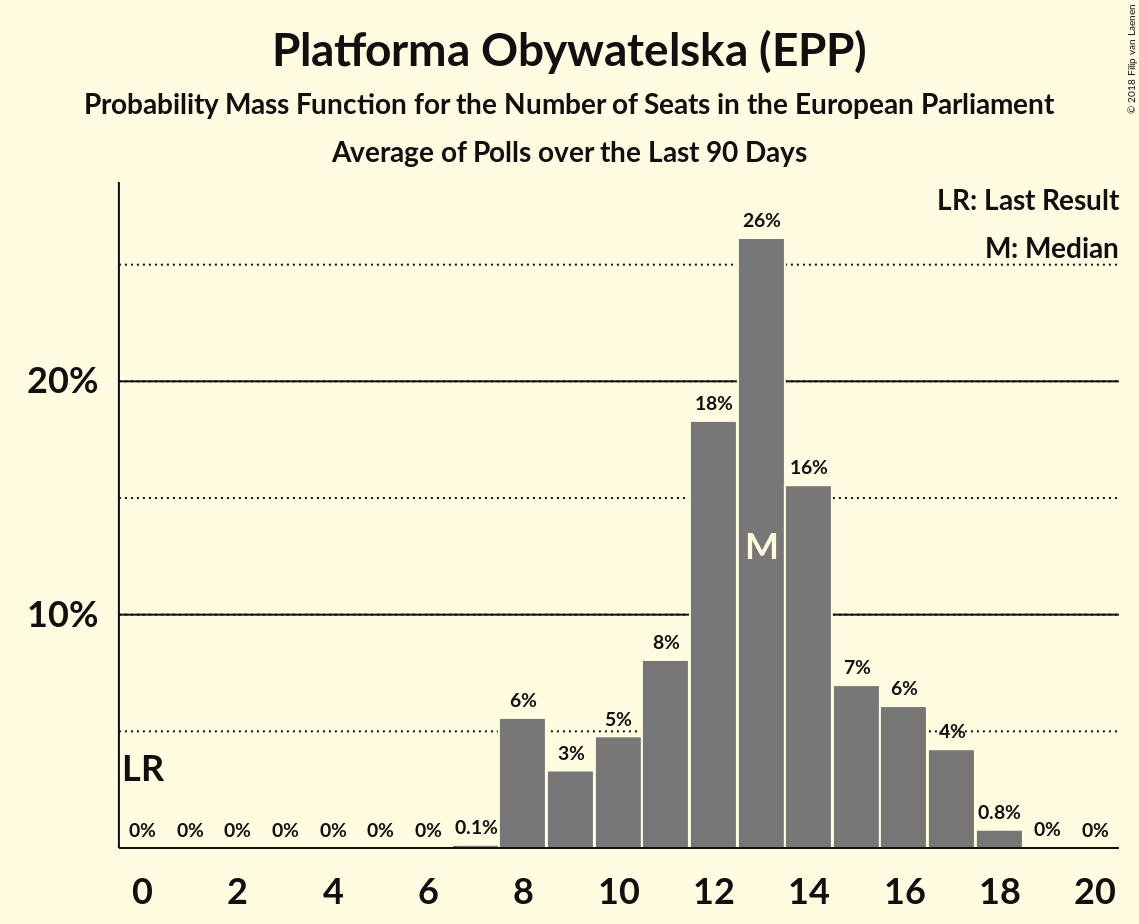 Platforma Obywatelska (EPP)
Probability Mass Function for the Number of Seats in the European Parliament
Average of Polls over the Last 90 Days
© 2018 Filip van Laenen
LR: Last Result
M: Median
26%
20%
18%
16%
M
10%
8%
7%
6%
6%
5%
4%
3%
LR
0% 0% 0% 0% 0% 0% 0% 0.1% 0.8% 0% 0%
0 2 4 6 8 10 12 14 16 18 20